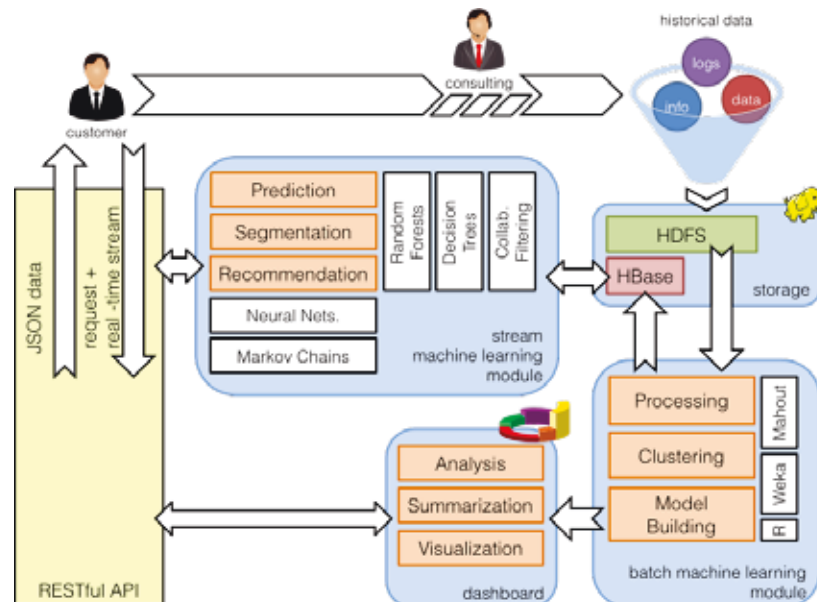 historical data
logs
info
data
consulting
customer
JSON data
request +
real -time stream
RESTful API
Prediction
Segmentation
Recommendation
Neural Nets.
Markov Chains
Random
Forests
Decision
Trees
Collab.
Filtering
stream
machine learning
module
HDFS
HBase
storage
Processing
Clustering
Model
Building
Mahout
Weka
R
batch machine learning
module
Analysis
Summarization
Visualization
dashboard